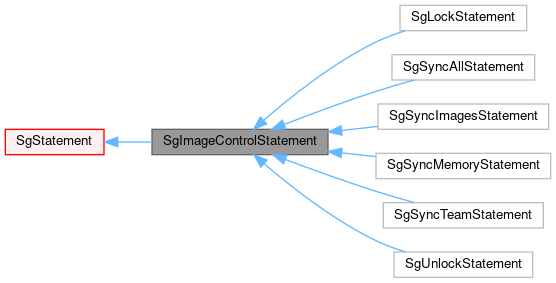 SgLockStatement
SgSyncAllStatement
SgSyncImagesStatement
SgStatement
SgImageControlStatement
SgSyncMemoryStatement
SgSyncTeamStatement
SgUnlockStatement